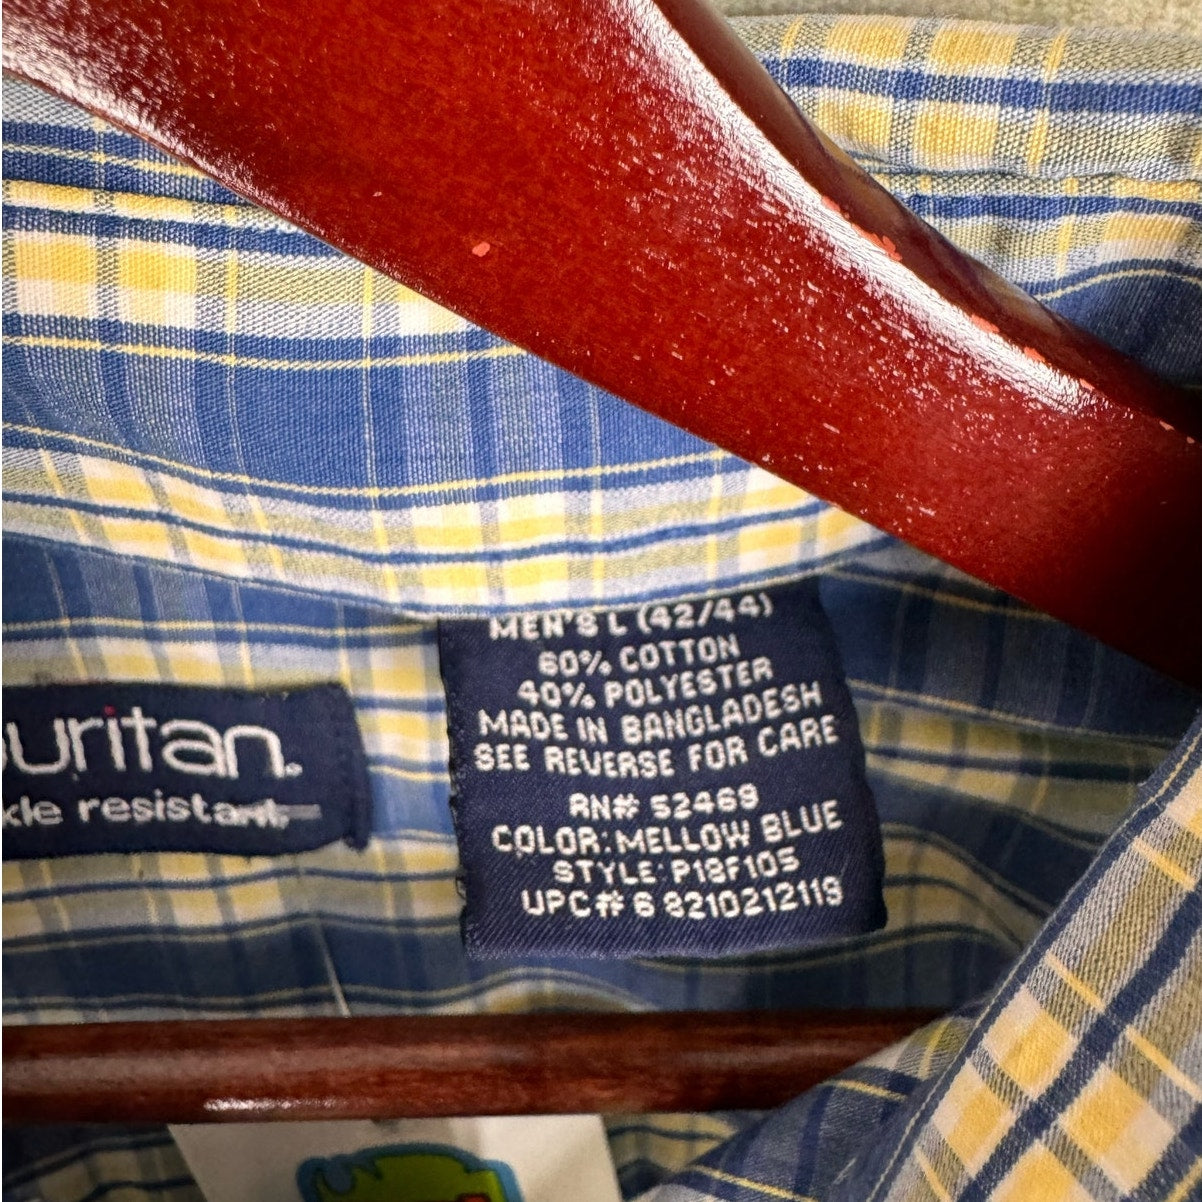 uritan.
kle resistant.
MEN'S L (42/44)
60% COTTON
40% POLYESTER
MADE IN BANGLADESH
SEE REVERSE FOR CARE
RN# 52469
COLOR: MELLOW BLUE
STYLE: P18F105
UPC# 6 8210212119